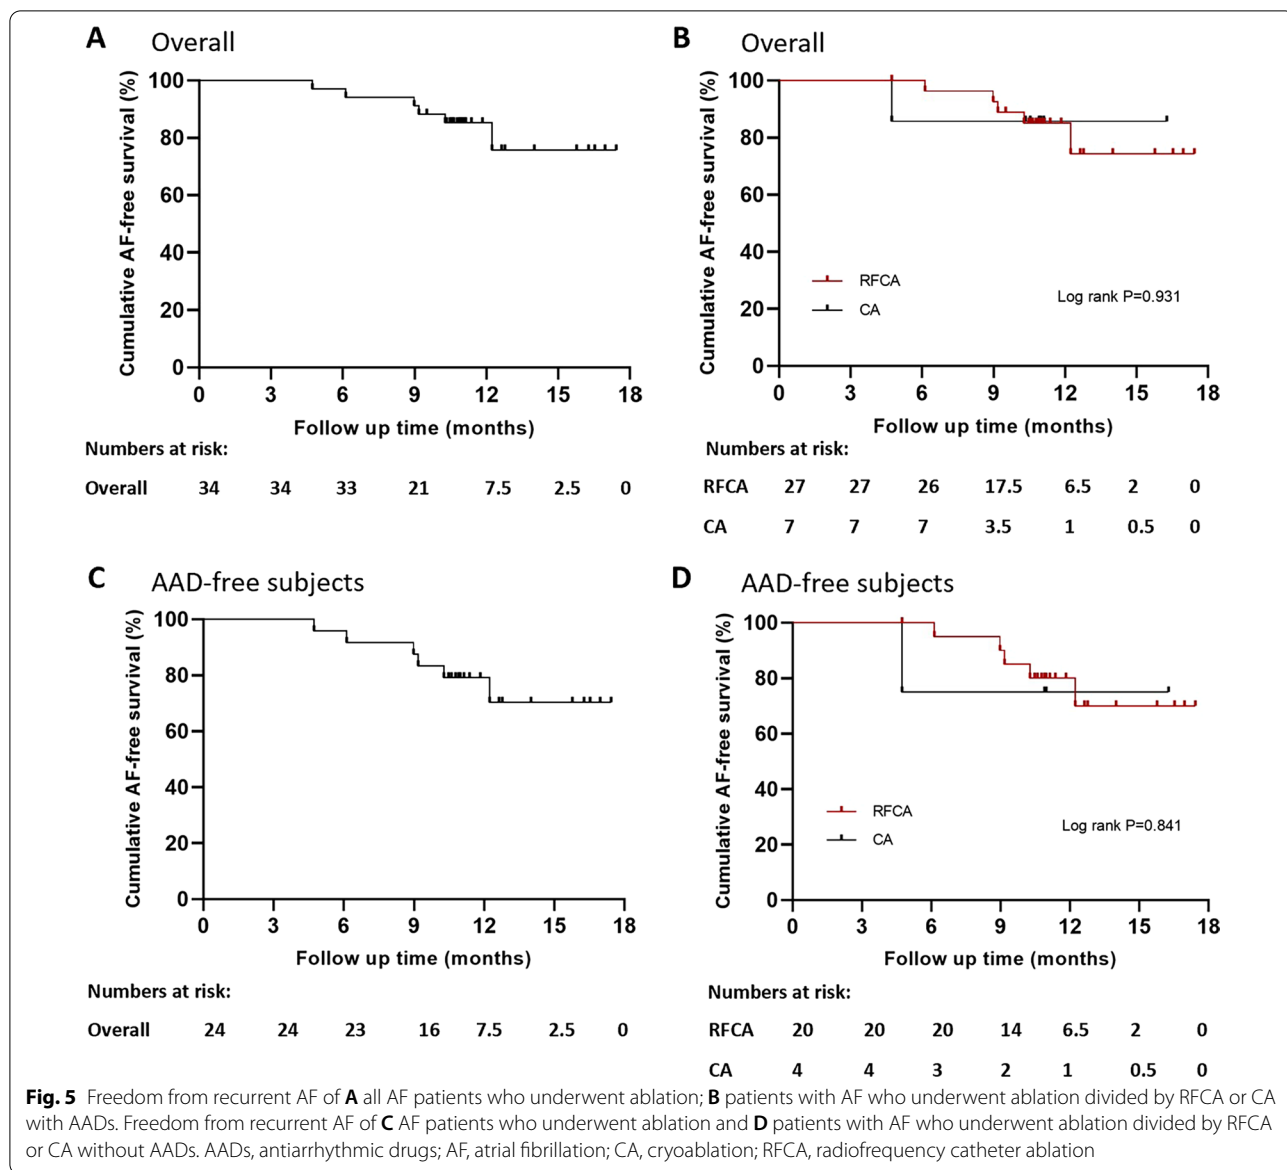 A Overall
Cumulative AF-free survival (%)
100
80
60
40
20
0
0 3 6 9 12 15 18
Follow up time (months)
Numbers at risk:
Overall 34 34 33 21 7.5 2.5 0
B Overall
Cumulative AF-free survival (%)
100
80
60
40
20
0
RFCA
CA
Log rank P=0.931
0 3 6 9 12 15 18
Follow up time (months)
Numbers at risk:
RFCA 27 27 26 17.5 6.5 2 0
CA 7 7 7 3.5 1 0.5 0
C AAD-free subjects
Cumulative AF-free survival (%)
100
80
60
40
20
0
0 3 6 9 12 15 18
Follow up time (months)
Numbers at risk:
Overall 24 24 23 16 7.5 2.5 0
D AAD-free subjects
Cumulative AF-free survival (%)
100
80
60
40
20
0
RFCA
CA
Log rank P=0.841
0 3 6 9 12 15 18
Follow up time (months)
Numbers at risk:
RFCA 20 20 20 14 6.5 2 0
CA 4 4 3 2 1 0.5 0
Fig. 5 Freedom from recurrent AF of A all AF patients who underwent ablation; B patients with AF who underwent ablation divided by RFCA or CA
with AADs. Freedom from recurrent AF of C AF patients who underwent ablation and D patients with AF who underwent ablation divided by RFCA
or CA without AADs. AADs, antiarrhythmic drugs; AF, atrial fibrillation; CA, cryoablation; RFCA, radiofrequency catheter ablation